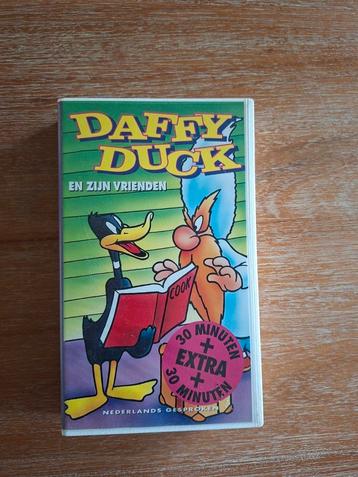 DAFFY
DUCK
EN ZIJN VRIENDEN
COOK
30 MINUTEN
+
EXTRA
+
30 MINUTEN
NEDERLANDS GESPROKEN